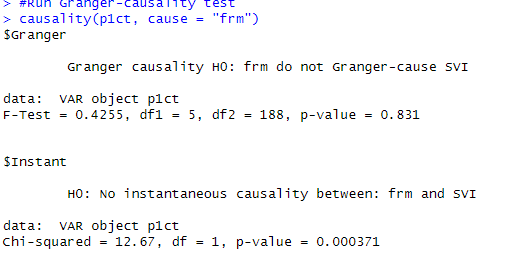 > #Run Granger-causality test
> causality(p1ct, cause = "frm")
$Granger
Granger causality H0: frm do not Granger-cause SVI
data: VAR object p1ct
F-Test = 0.4255, df1 = 5, df2 = 188, p-value = 0.831
$Instant
H0: No instantaneous causality between: frm and SVI
data: VAR object p1ct
Chi-squared = 12.67, df = 1, p-value = 0.000371